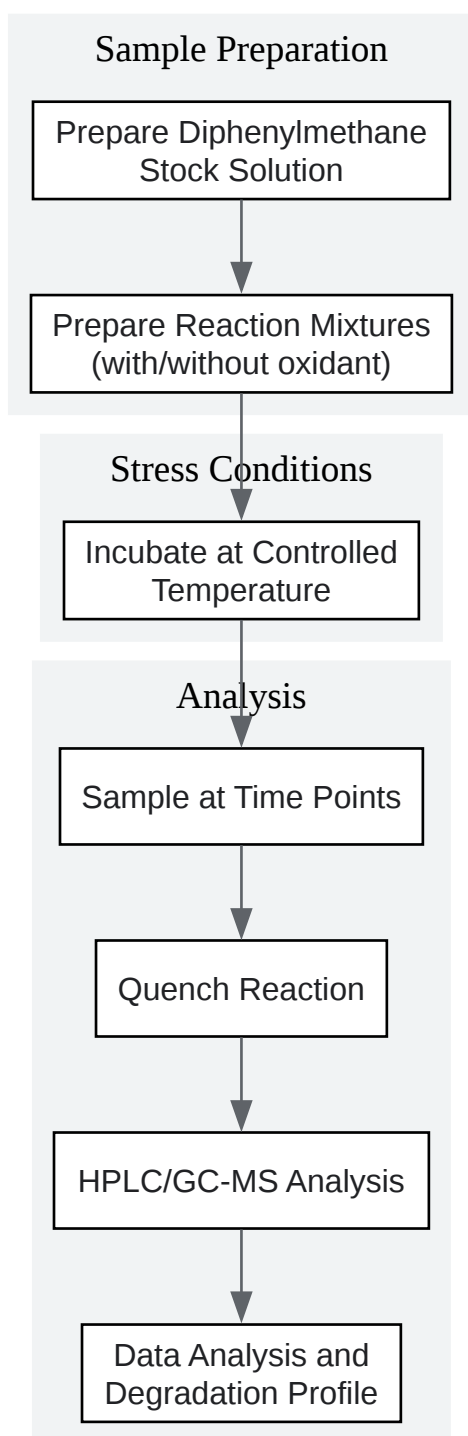 Sample Preparation
Prepare Diphenylmethane
Stock Solution
Prepare Reaction Mixtures
(with/without oxidant)
Stress Conditions
Incubate at Controlled
Temperature
Analysis
Sample at Time Points
Quench Reaction
HPLC/GC-MS Analysis
Data Analysis and
Degradation Profile